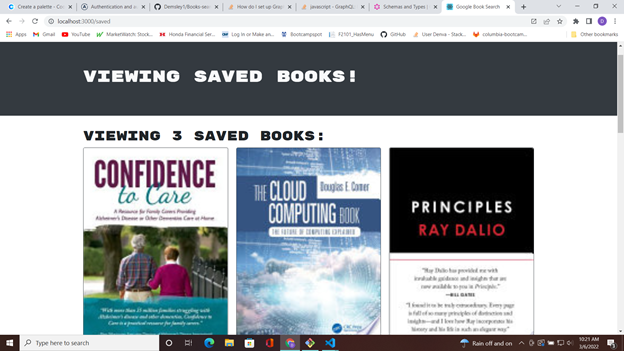 Create a palette - Co
Authentication and a
Demsley1/Books-sea
How do i set up Grap
javascript - GraphQL
Schemas and Types |
Google Book Search
localhost:3000/saved
Apps
Gmail
YouTube
MarketWatch: Stock...
Honda Financial Ser...
Log In or Make an...
Bootcampspot
F2101_HasMenu
GitHub
User Deniva - Stack...
columbia-bootcam...
Other bookmarks
VIEWING SAVED BOOKS!
VIEWING 3 SAVED BOOKS:
CONFIDENCE
to Care
A Resource for Family Carers Providing
Alzheimer's Disease or Other Dementias Care at Home
"With more than 15 million families struggling with
Alzheimer's disease and other dementias, Confidence to
Care is a practical resource for family carers."
Douglas E. Comer
THE CLOUD
COMPUTING BOOK
THE FUTURE OF COMPUTING EXPLAINED
CRC Press
PRINCIPLES
RAY DALIO
"Ray Dalio has provided me with
invaluable guidance and insights that are
now available to you in Principles."
—BILL GATES
"I found it to be truly extraordinary. Every page
is full of so many principles of distinction and
insights—and I love how Ray incorporates his
history and his life in such an elegant way."
Type here to search
Rain off and on
10:21 AM
3/6/2022